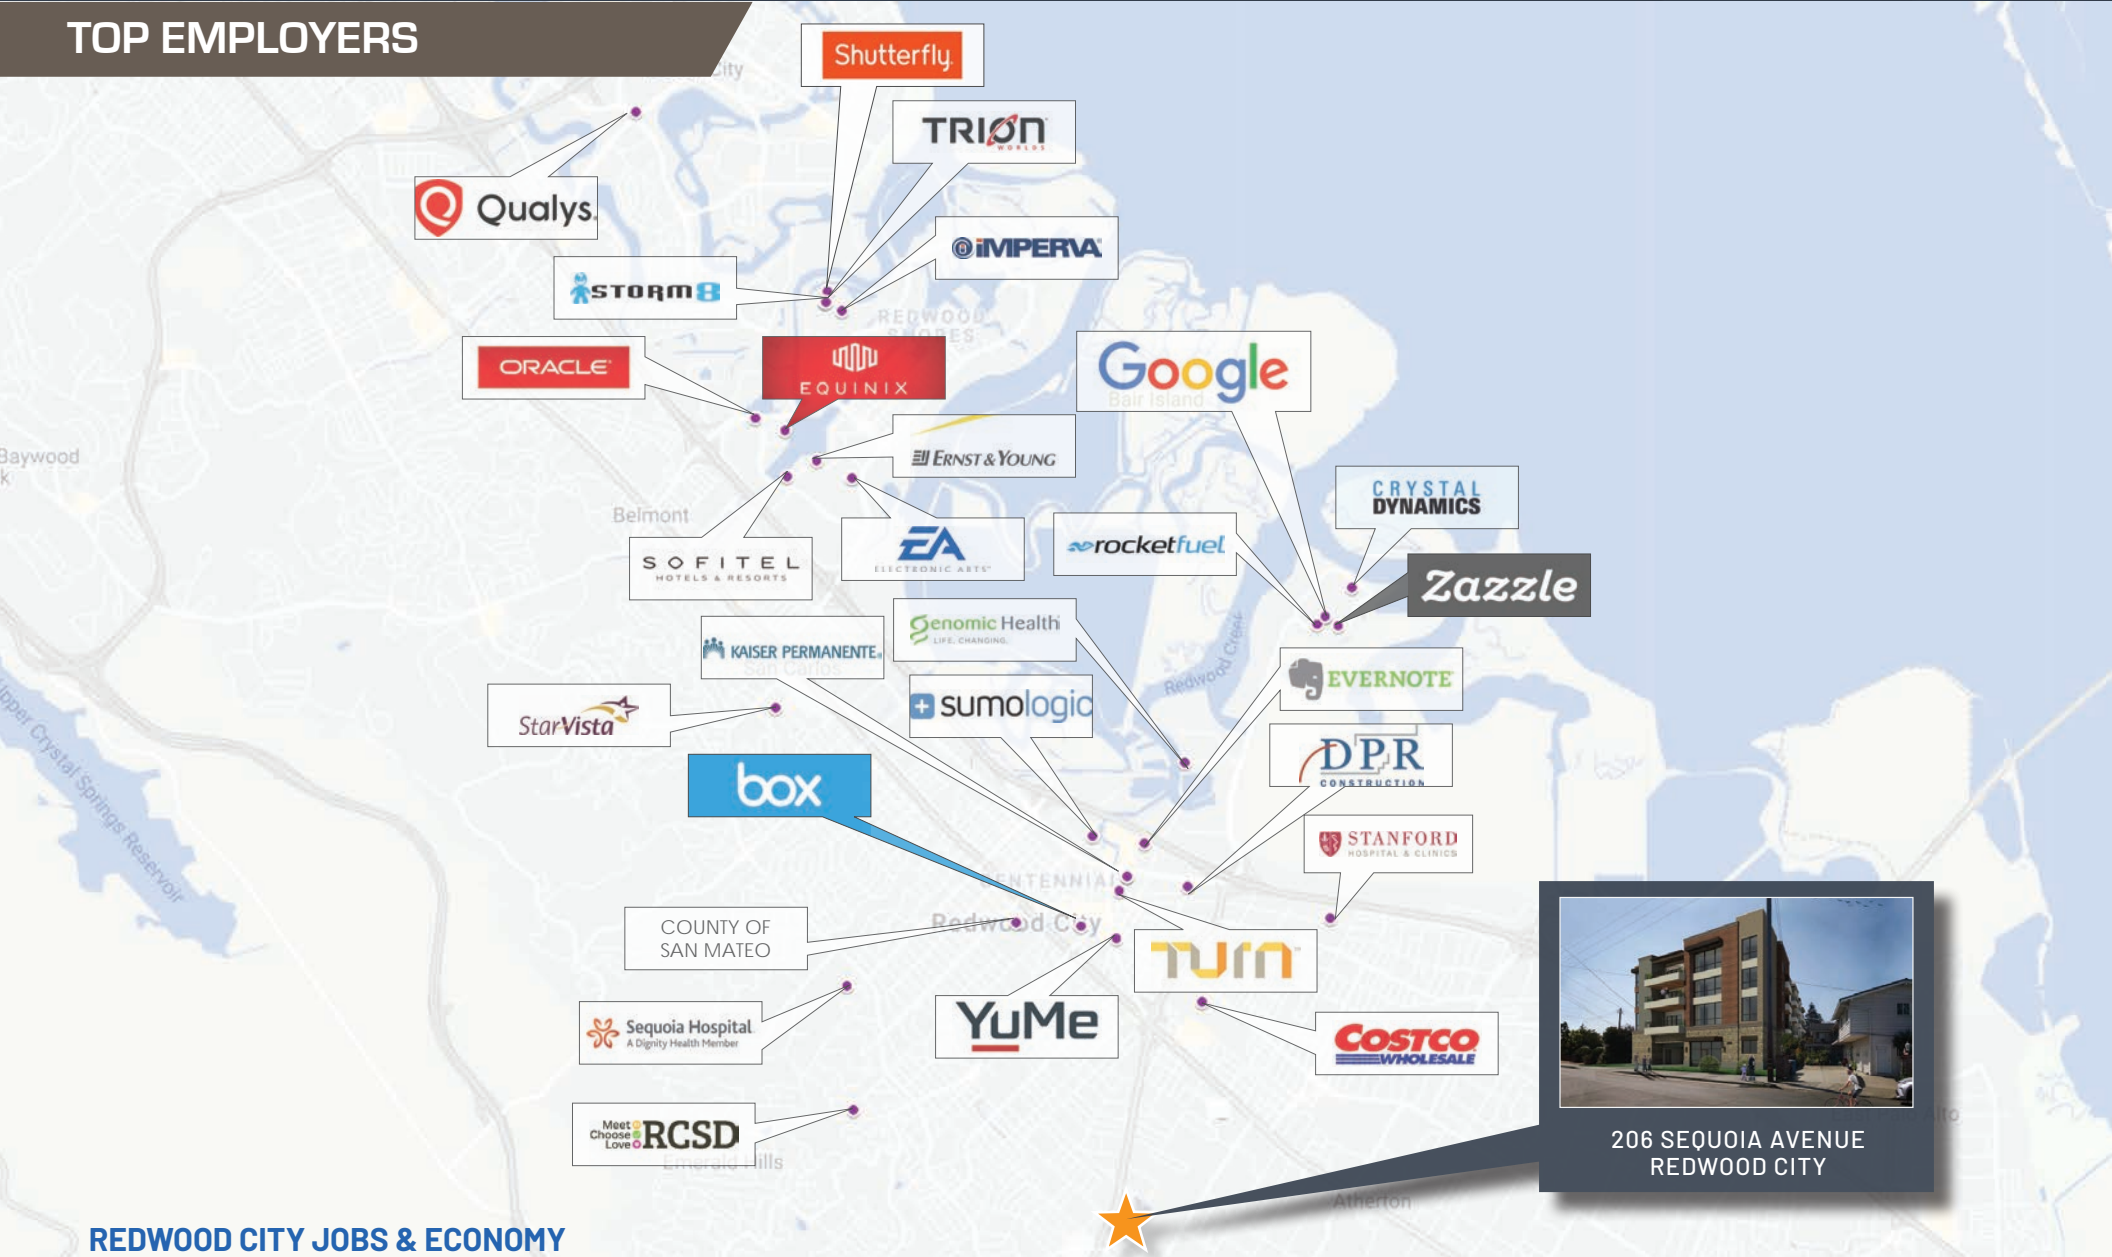 TOP EMPLOYERS
City
Shutterfly.
TRION
WORLDS
Qualys.
IMPERVA
STORM8
REDWOOD
SHORES
ORACLE
EQUINIX
Google
Bair Island
Baywood
ERNST & YOUNG
CRYSTAL
DYNAMICS
Belmont
SOFITEL
HOTELS & RESORTS
EA
ELECTRONIC ARTS
rocketfuel
Zazzle
genomic Health
LIFE. CHANGING.
KAISER PERMANENTE
San Carlos
Redwood Creek
EVERNOTE
StarVista
sumologic
Upper Crystal Springs Reservoir
DPR
CONSTRUCTION
box
STANFORD
HOSPITAL & CLINICS
CENTENNIAL
Redwood City
COUNTY OF
SAN MATEO
TURN
YuMe
Sequoia Hospital
A Dignity Health Member
COSTCO
WHOLESALE
Meet
Choose
Love
RCSD
Emerald Hills
Alto
206 SEQUOIA AVENUE
REDWOOD CITY
Atherton
REDWOOD CITY JOBS & ECONOMY